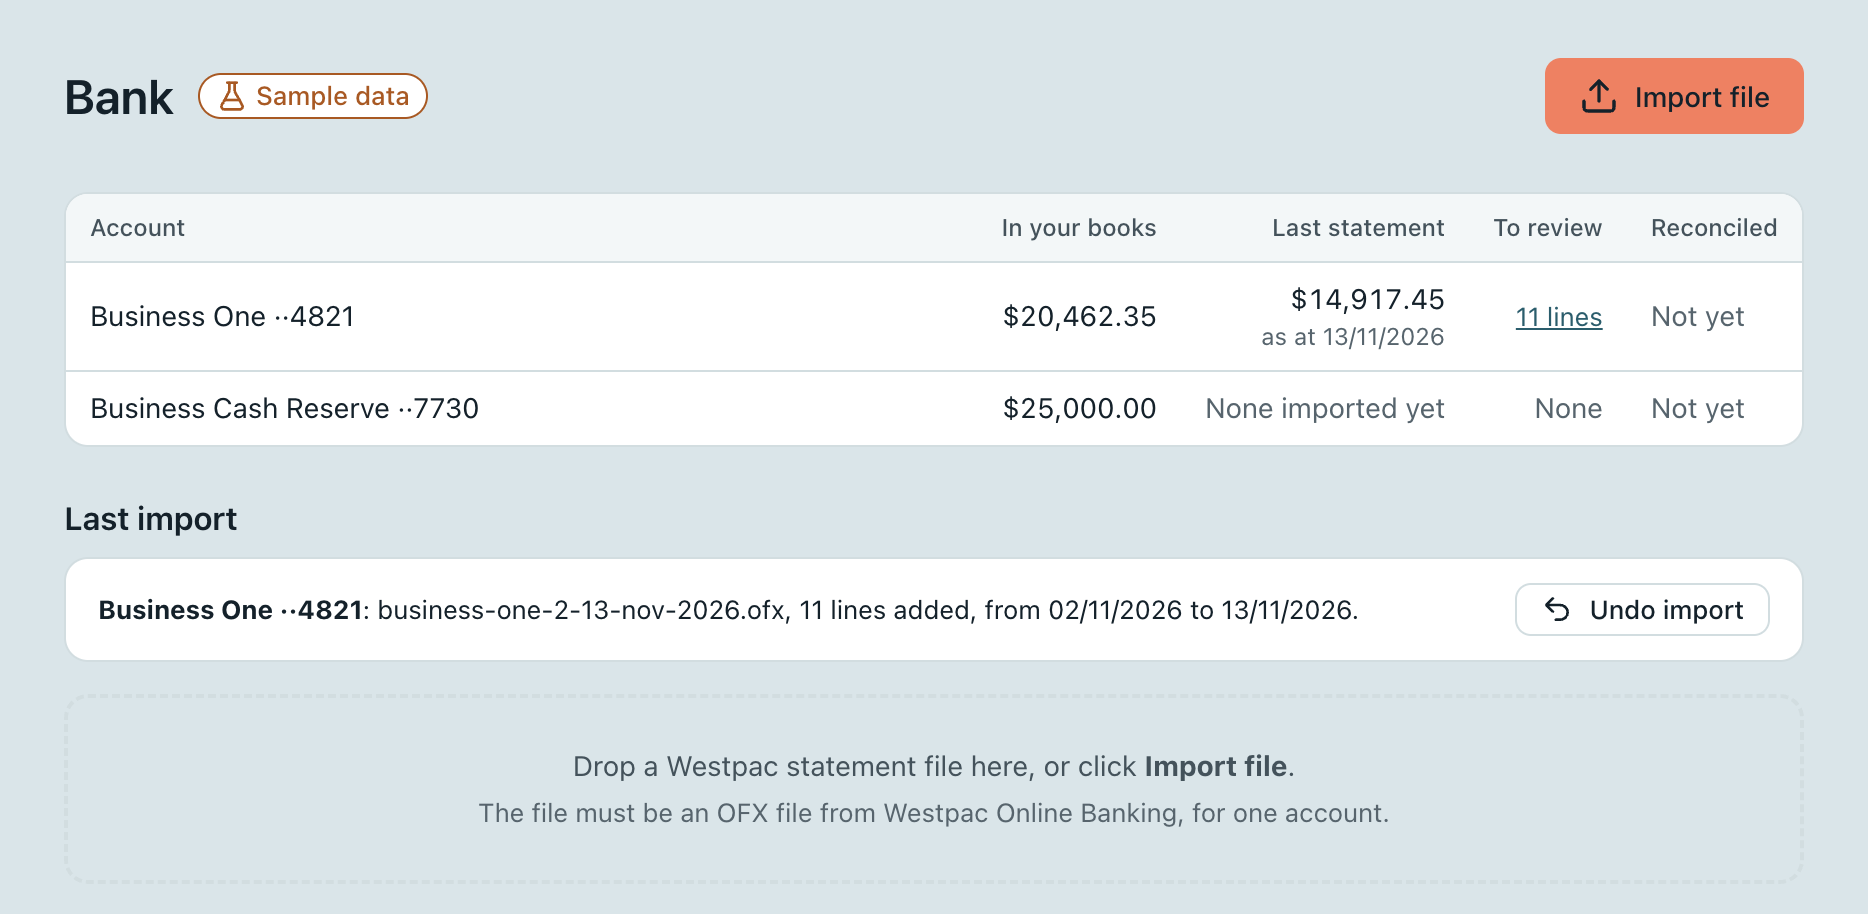 Bank
Sample data
Import file
Account
In your books
Last statement
To review
Reconciled
Business One ··4821
$20,462.35
$14,917.45
as at 13/11/2026
11 lines
Not yet
Business Cash Reserve ··7730
$25,000.00
None imported yet
None
Not yet
Last import
Business One ··4821: business-one-2-13-nov-2026.ofx, 11 lines added, from 02/11/2026 to 13/11/2026.
Undo import
Drop a Westpac statement file here, or click Import file.
The file must be an OFX file from Westpac Online Banking, for one account.